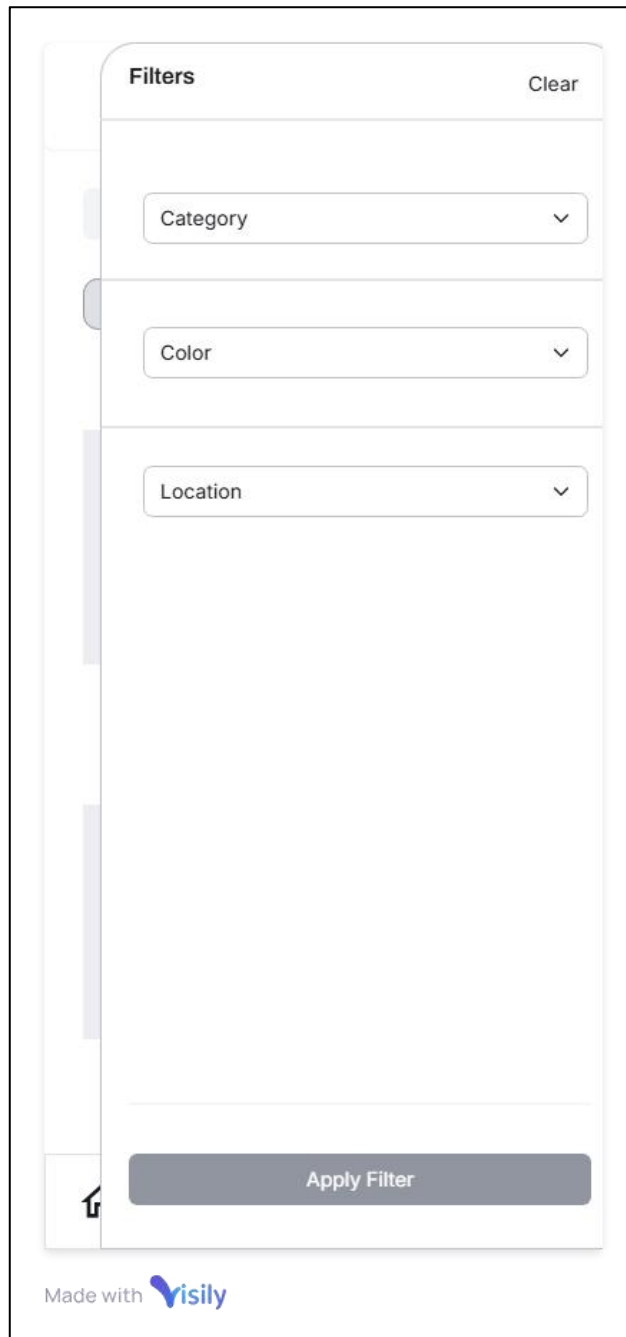 Filters
Clear
Category
Color
Location
Apply Filter
Made with Visily